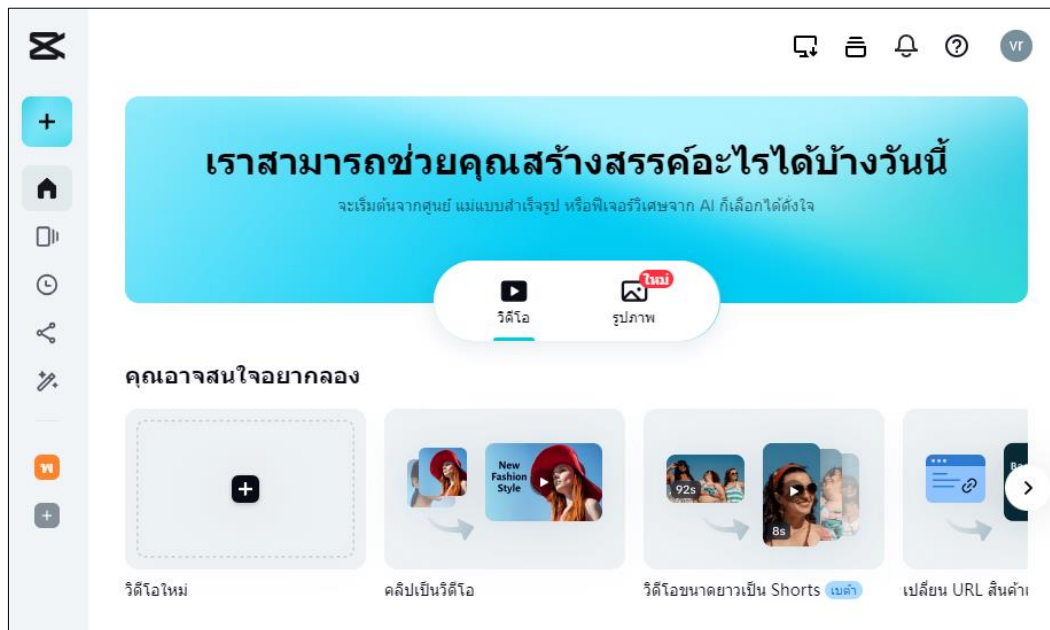 vr
เราสามารถช่วยคุณสร้างสรรค์อะไรได้บ้างวันนี้
จะเริ่มต้นจากศูนย์ แม่แบบสำเร็จรูป หรือฟีเจอร์วิเศษจาก AI ก็เลือกได้ดั่งใจ
ใหม่
วิดีโอ รูปภาพ
คุณอาจสนใจอยากลอง
พ
New
Fashion
Style
92s
8s
วิดีโอใหม่ คลิปเป็นวิดีโอ วิดีโอขนาดยาวเป็น Shorts เบต้า เปลี่ยน URL สินค้า